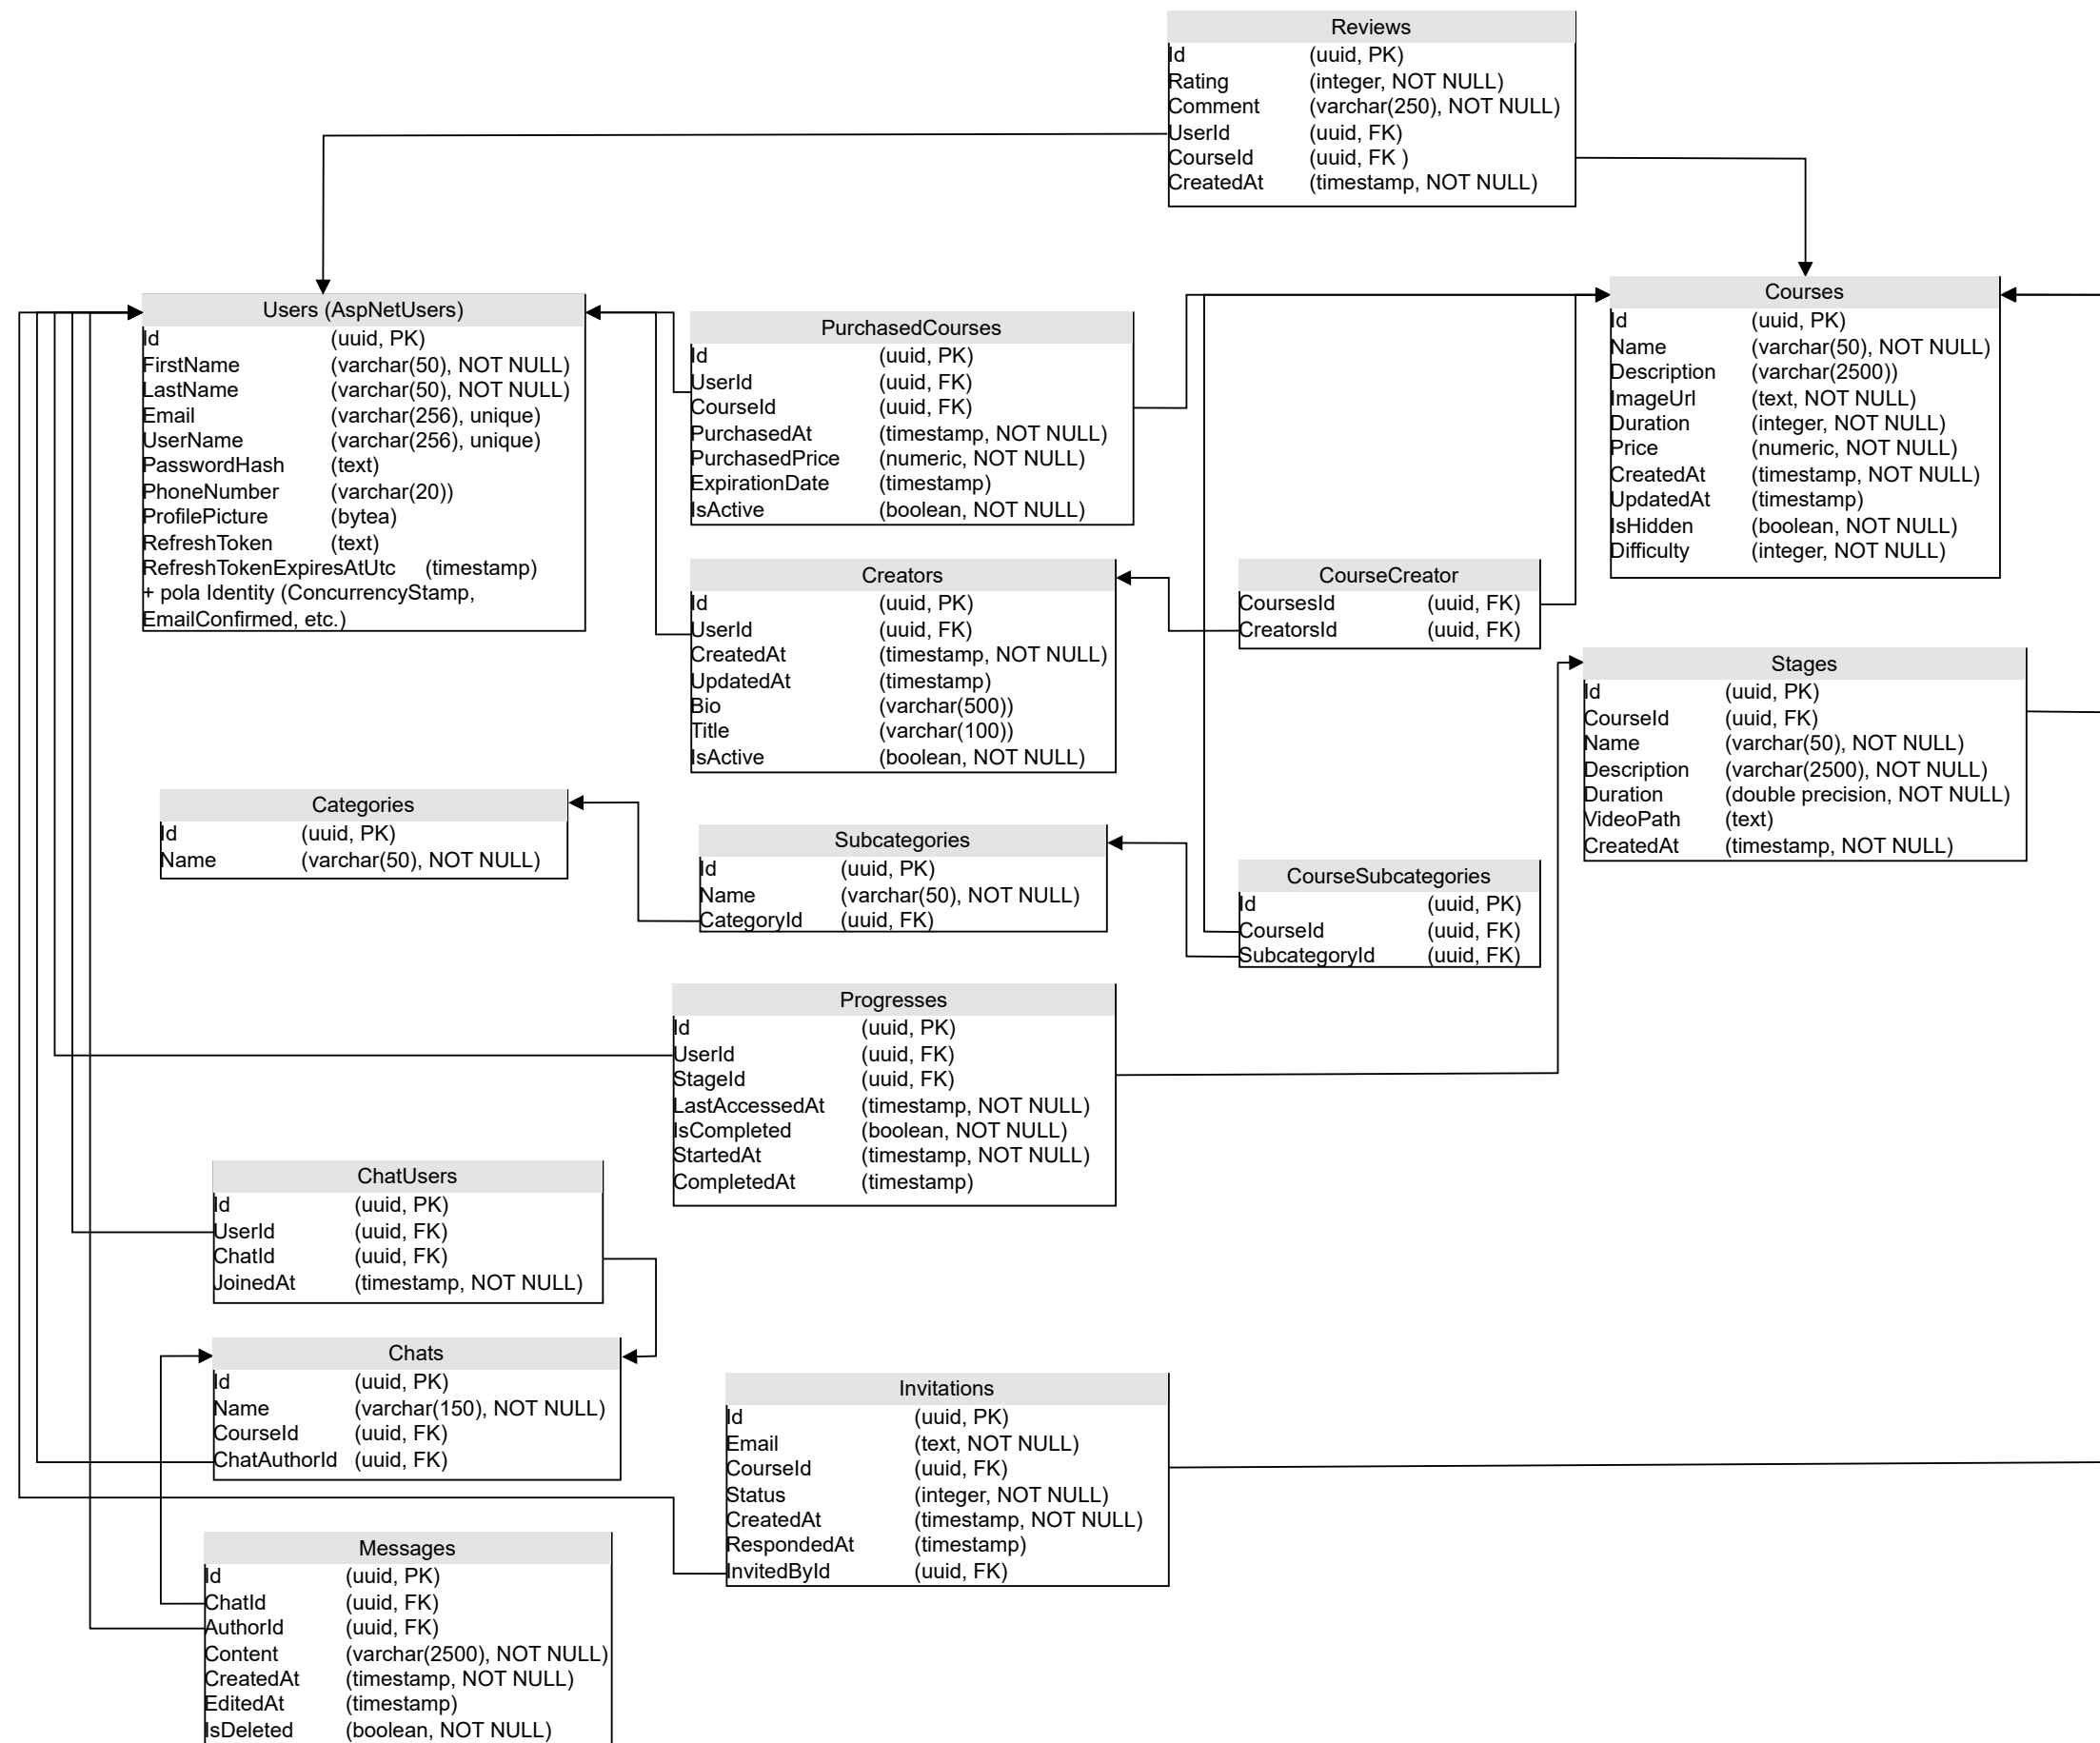 Reviews
Id (uuid, PK)
Rating (integer, NOT NULL)
Comment (varchar(250), NOT NULL)
UserId (uuid, FK)
CourseId (uuid, FK )
CreatedAt (timestamp, NOT NULL)
Users (AspNetUsers)
Id (uuid, PK)
FirstName (varchar(50), NOT NULL)
LastName (varchar(50), NOT NULL)
Email (varchar(256), unique)
UserName (varchar(256), unique)
PasswordHash (text)
PhoneNumber (varchar(20))
ProfilePicture (bytea)
RefreshToken (text)
RefreshTokenExpiresAtUtc (timestamp)
+ pola Identity (ConcurrencyStamp,
EmailConfirmed, etc.)
PurchasedCourses
Id (uuid, PK)
UserId (uuid, FK)
CourseId (uuid, FK)
PurchasedAt (timestamp, NOT NULL)
PurchasedPrice (numeric, NOT NULL)
ExpirationDate (timestamp)
IsActive (boolean, NOT NULL)
Courses
Id (uuid, PK)
Name (varchar(50), NOT NULL)
Description (varchar(2500))
ImageUrl (text, NOT NULL)
Duration (integer, NOT NULL)
Price (numeric, NOT NULL)
CreatedAt (timestamp, NOT NULL)
UpdatedAt (timestamp)
IsHidden (boolean, NOT NULL)
Difficulty (integer, NOT NULL)
Creators
Id (uuid, PK)
UserId (uuid, FK)
CreatedAt (timestamp, NOT NULL)
UpdatedAt (timestamp)
Bio (varchar(500))
Title (varchar(100))
IsActive (boolean, NOT NULL)
CourseCreator
CoursesId (uuid, FK)
CreatorsId (uuid, FK)
Stages
Id (uuid, PK)
CourseId (uuid, FK)
Name (varchar(50), NOT NULL)
Description (varchar(2500), NOT NULL)
Duration (double precision, NOT NULL)
VideoPath (text)
CreatedAt (timestamp, NOT NULL)
Categories
Id (uuid, PK)
Name (varchar(50), NOT NULL)
Subcategories
Id (uuid, PK)
Name (varchar(50), NOT NULL)
CategoryId (uuid, FK)
CourseSubcategories
Id (uuid, PK)
CourseId (uuid, FK)
SubcategoryId (uuid, FK)
Progresses
Id (uuid, PK)
UserId (uuid, FK)
StageId (uuid, FK)
LastAccessedAt (timestamp, NOT NULL)
IsCompleted (boolean, NOT NULL)
StartedAt (timestamp, NOT NULL)
CompletedAt (timestamp)
ChatUsers
Id (uuid, PK)
UserId (uuid, FK)
ChatId (uuid, FK)
JoinedAt (timestamp, NOT NULL)
Chats
Id (uuid, PK)
Name (varchar(150), NOT NULL)
CourseId (uuid, FK)
ChatAuthorId (uuid, FK)
Invitations
Id (uuid, PK)
Email (text, NOT NULL)
CourseId (uuid, FK)
Status (integer, NOT NULL)
CreatedAt (timestamp, NOT NULL)
RespondedAt (timestamp)
InvitedById (uuid, FK)
Messages
Id (uuid, PK)
ChatId (uuid, FK)
AuthorId (uuid, FK)
Content (varchar(2500), NOT NULL)
CreatedAt (timestamp, NOT NULL)
EditedAt (timestamp)
IsDeleted (boolean, NOT NULL)